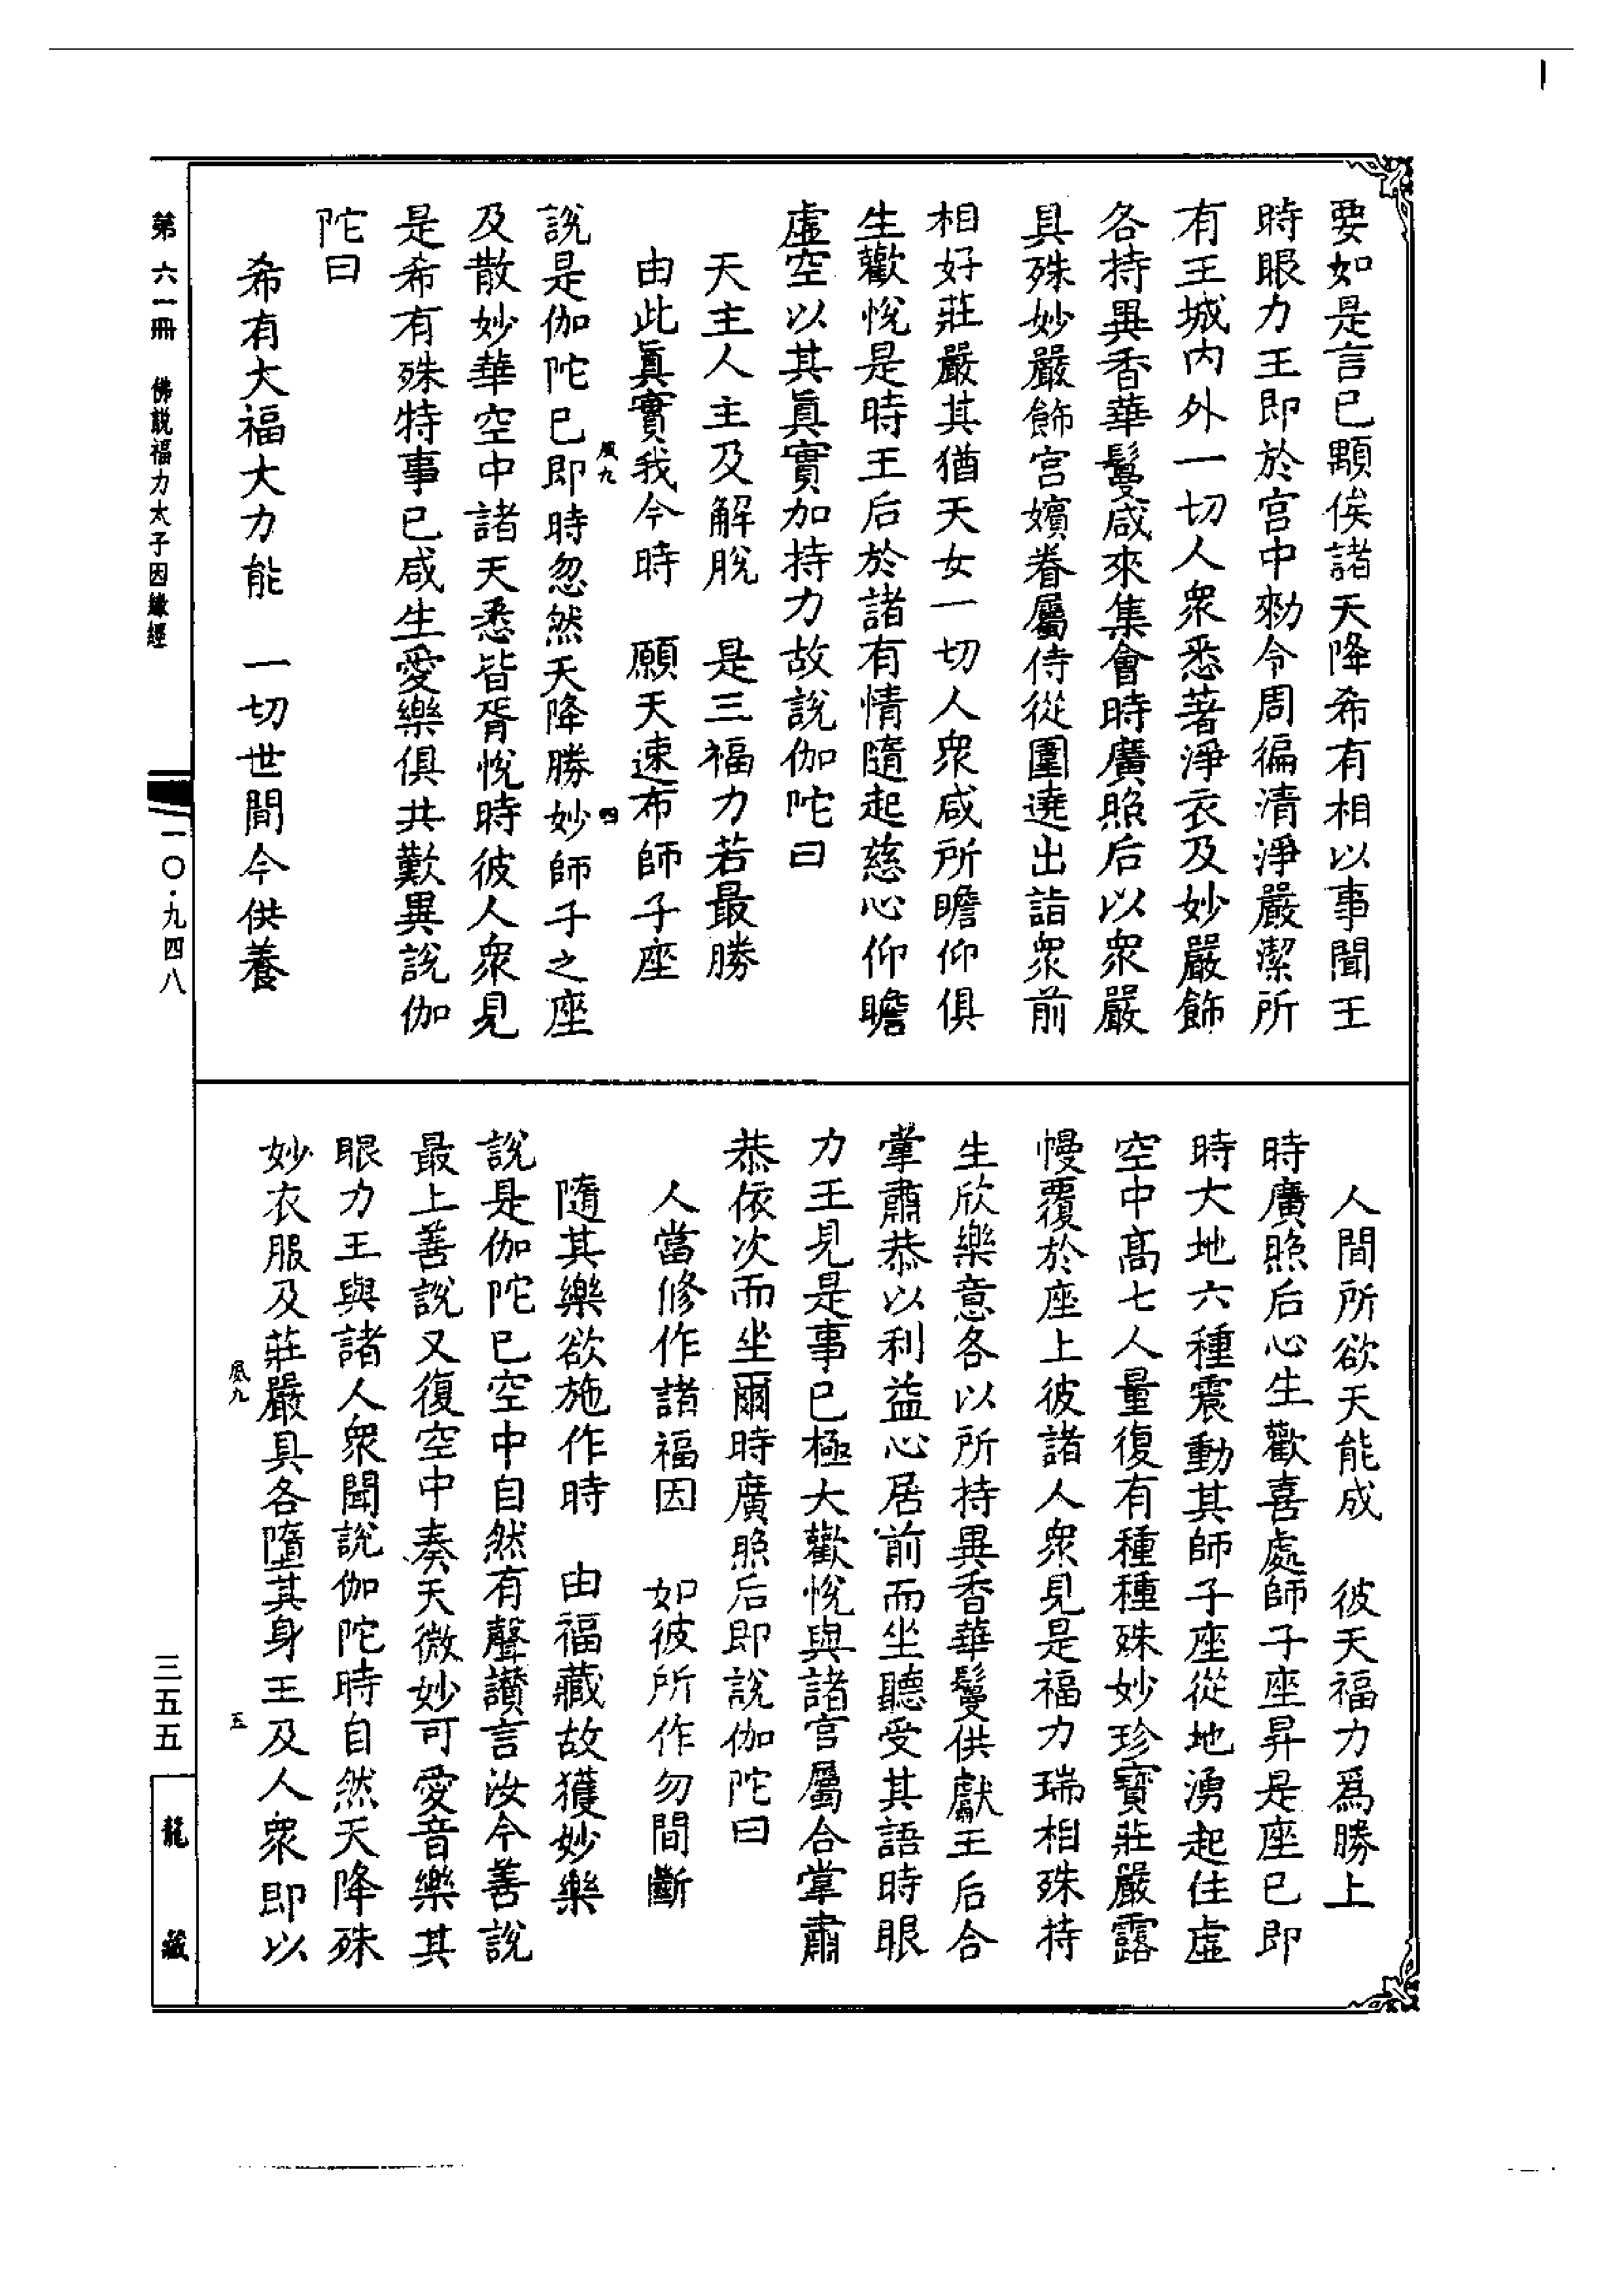 要如是言已顯俟諸天降希有相以事聞王
時眼力王即於宫中勑令周徧清淨嚴潔所
有王城内外一切人衆悉著淨衣及妙嚴飾
各持異香華鬘咸來集會時廣照后以衆嚴
具殊妙嚴飾宫嬪眷屬侍從圍遶出詣衆前
相好莊嚴其猶天女一切人衆咸所瞻仰俱
生歡悅是時王后於諸有情隨起慈心仰瞻
虛空以其眞實加持力故説伽陀曰
天主人主及解脫　是三福力若最勝
由此眞實我今時　願天速布師子座
風九　四
説是伽陀已即時忽然天降勝妙師子之座
及散妙華空中諸天悉皆胥悅時彼人衆見
是希有殊特事已咸生愛樂俱共歎異説伽
陀曰
希有大福大力能　一切世間今供養
人間所欲天能成　彼天福力爲勝上
時廣照后心生歡喜處師子座昇是座已即
時大地六種震動其師子座從地湧起住虛
空中高七人量復有種種殊妙珍寳莊嚴露
幔覆於座上彼諸人衆見是福力瑞相殊特
生欣樂意各以所持異香華鬘供獻王后合
掌肅恭以利益心居前而坐聽受其語時眼
力王見是事已極大歡悅與諸官屬合掌肅
恭依次而坐爾時廣照后即説伽陀曰
人當修作諸福因　如彼所作勿間斷
隨其樂欲施作時　由福藏故獲妙樂
説是伽陀已空中自然有聲讃言汝今善説
最上善説又復空中奏天微妙可愛音樂其
眼力王與諸人衆聞説伽陀時自然天降殊
妙衣服及莊嚴具各墮其身王及人衆即以
風九　五
第六一冊　佛説福力太子因緣經
一〇·九四八
三五五
龍藏